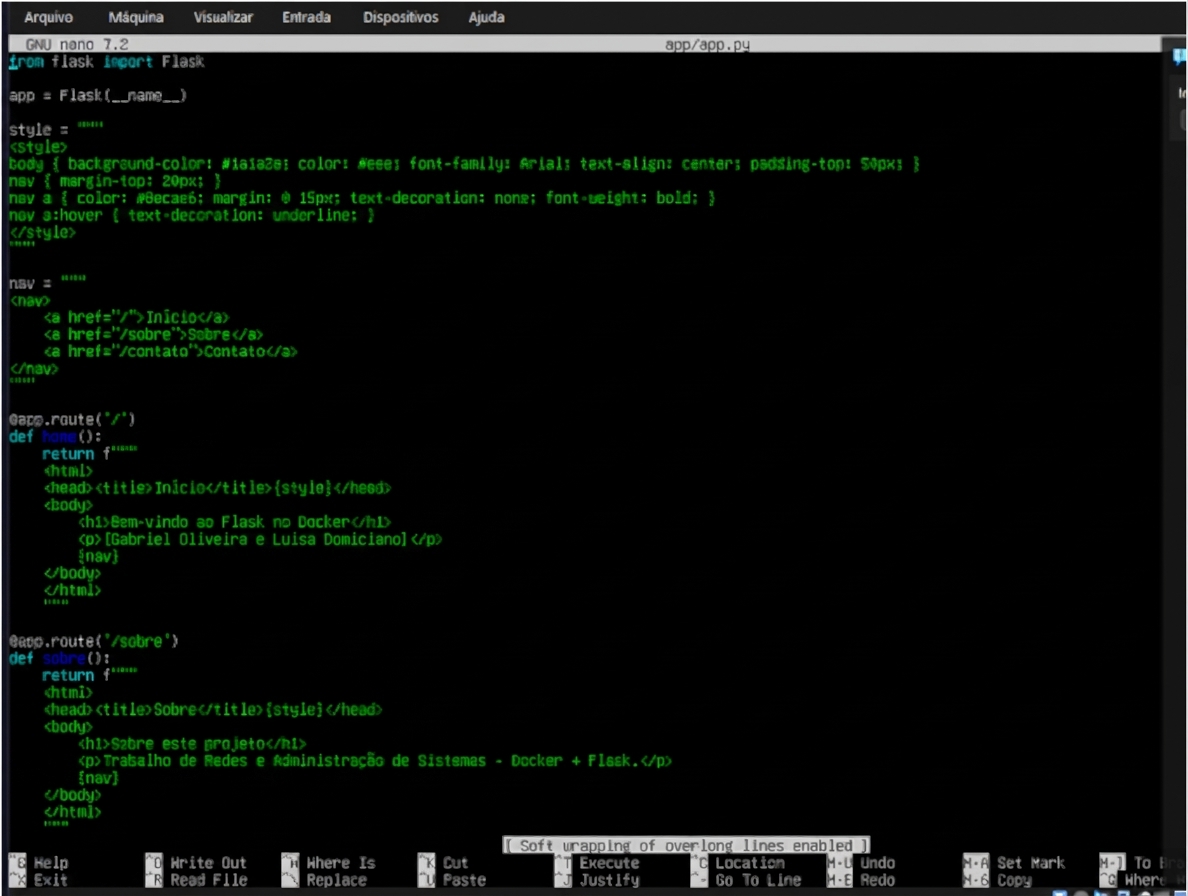 Arquivo Máquina Visualizar Entrada Dispositivos Ajuda
GNU nano 7.2 app/app.py
from flask import Flask
app = Flask(__name__)
style = """
<style>
body { background-color: #1a1a2e; color: #eee; font-family: Arial; text-align: center; padding-top: 50px; }
nav { margin-top: 20px; }
nav a { color: #8ecae6; margin: 0 15px; text-decoration: none; font-weight: bold; }
nav a:hover { text-decoration: underline; }
</style>
"""
nav = """
<nav>
<a href="/">Início</a>
<a href="/sobre">Sobre</a>
<a href="/contato">Contato</a>
</nav>
"""
@app.route('/')
def home():
return f"""
<html>
<head><title>Início</title>{style}</head>
<body>
<h1>Bem-vindo ao Flask no Docker</h1>
<p>[Gabriel Oliveira e Luisa Domiciano]</p>
{nav}
</body>
</html>
"""
@app.route('/sobre')
def sobre():
return f"""
<html>
<head><title>Sobre</title>{style}</head>
<body>
<h1>Sobre este projeto</h1>
<p>Trabalho de Redes e Administração de Sistemas - Docker + Flask.</p>
{nav}
</body>
</html>
"""
[ Soft wrapping of overlong lines enabled ]
^G Help ^O Write Out ^W Where Is ^K Cut ^T Execute ^C Location M-U Undo M-A Set Mark M-] To
^X Exit ^R Read File ^\ Replace ^U Paste ^J Justify ^/ Go To Line M-E Redo M-6 Copy ^Q Where